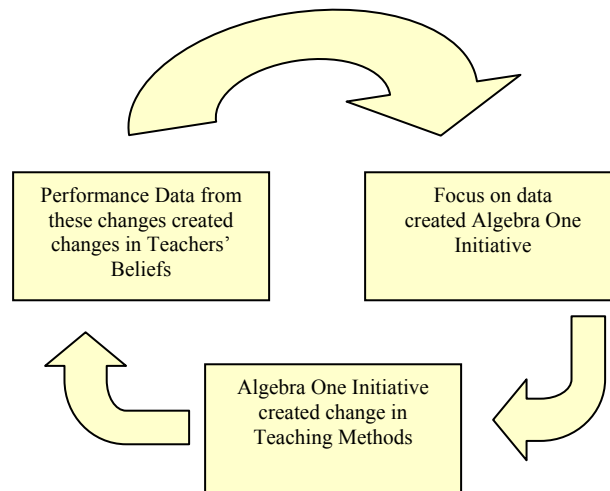 Performance Data from
these changes created
changes in Teachers’
Beliefs
Focus on data
created Algebra One
Initiative
Algebra One Initiative
created change in
Teaching Methods